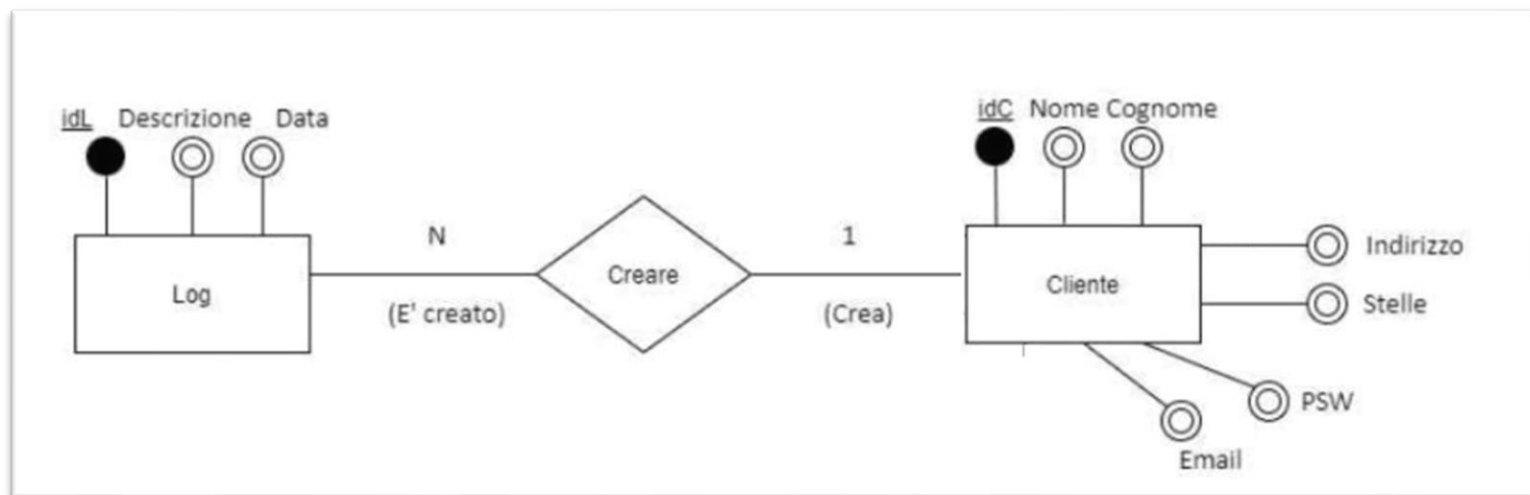 idL Descrizione Data
idC Nome Cognome
N
1
Log
Creare
Cliente
(E' creato)
(Crea)
Indirizzo
Stelle
PSW
Email